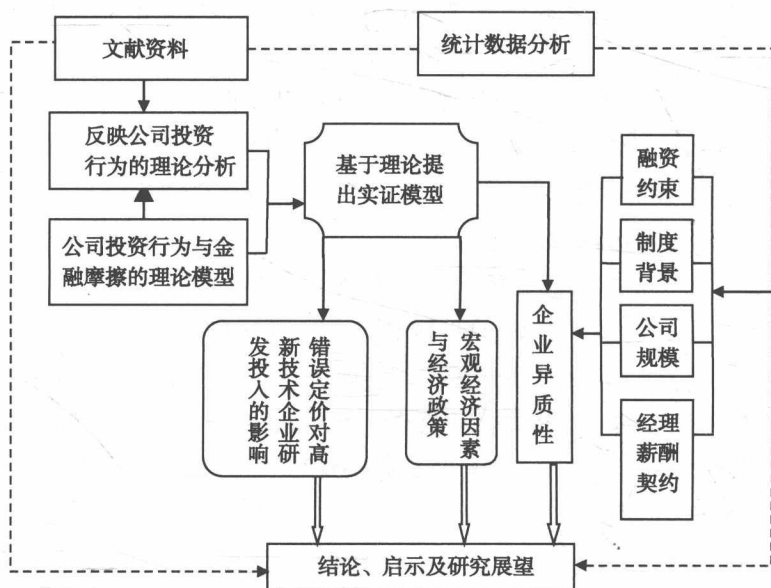 文献资料
统计数据分析
反映公司投资
行为的理论分析
公司投资行为与金
融摩擦的理论模型
基于理论提
出实证模型
融资
约束
制度
背景
公司
规模
经理
薪酬
契约
错误定价对高
新技术企业研
发投入的影响
宏观经济因素
与经济政策
企业异质性
结论、启示及研究展望